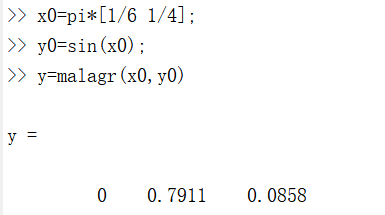 >> x0=pi*[1/6 1/4];
>> y0=sin(x0);
>> y=malagr(x0,y0)
y =
0 0.7911 0.0858